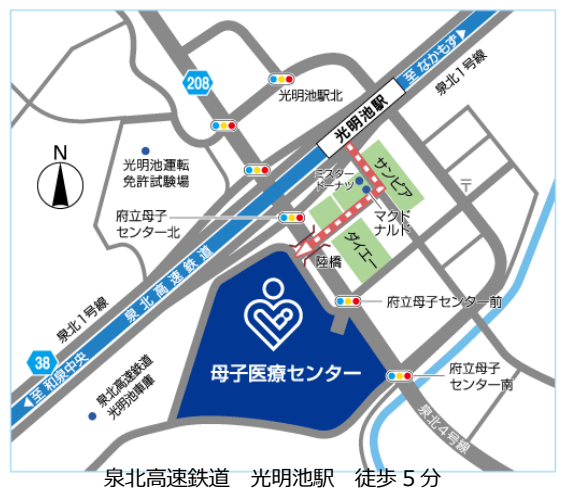 至 なかもず▶
泉北1号線
208
光明池駅北
光明池駅
N
光明池運転
免許試験場
サンピア
ミスター
ドーナツ
〒
マクド
ナルド
府立母子
センター北
ダイエー
陸橋
泉北高速鉄道
府立母子センター前
泉北1号線
母子医療センター
38
◀至 和泉中央
府立母子
センター南
泉北高速鉄道
光明池車庫
泉北4号線
泉北高速鉄道　光明池駅　徒歩5分